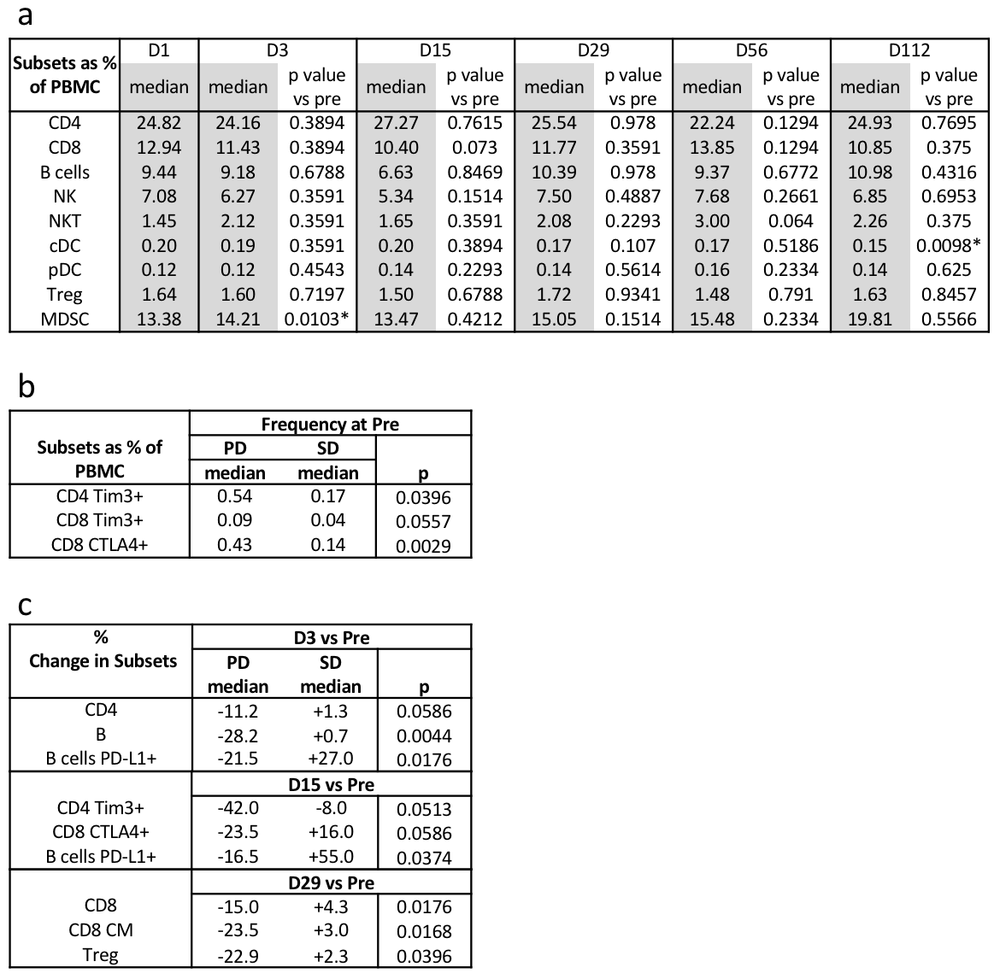 a
Subsets as % of PBMC D1 D3 D15 D29 D56 D112
median median p value vs pre median p value vs pre median p value vs pre median p value vs pre median p value vs pre
CD4 24.82 24.16 0.3894 27.27 0.7615 25.54 0.978 22.24 0.1294 24.93 0.7695
CD8 12.94 11.43 0.3894 10.40 0.073 11.77 0.3591 13.85 0.1294 10.85 0.375
B cells 9.44 9.18 0.6788 6.63 0.8469 10.39 0.978 9.37 0.6772 10.98 0.4316
NK 7.08 6.27 0.3591 5.34 0.1514 7.50 0.4887 7.68 0.2661 6.85 0.6953
NKT 1.45 2.12 0.3591 1.65 0.3591 2.08 0.2293 3.00 0.064 2.26 0.375
cDC 0.20 0.19 0.3591 0.20 0.3894 0.17 0.107 0.17 0.5186 0.15 0.0098*
pDC 0.12 0.12 0.4543 0.14 0.2293 0.14 0.5614 0.16 0.2334 0.14 0.625
Treg 1.64 1.60 0.7197 1.50 0.6788 1.72 0.9341 1.48 0.791 1.63 0.8457
MDSC 13.38 14.21 0.0103* 13.47 0.4212 15.05 0.1514 15.48 0.2334 19.81 0.5566
b
Frequency at Pre
Subsets as % of PD SD
PBMC median median p
CD4 Tim3+ 0.54 0.17 0.0396
CD8 Tim3+ 0.09 0.04 0.0557
CD8 CTLA4+ 0.43 0.14 0.0029
c
% D3 vs Pre
Change in Subsets PD SD
median median p
CD4 -11.2 +1.3 0.0586
B -28.2 +0.7 0.0044
B cells PD-L1+ -21.5 +27.0 0.0176
D15 vs Pre
CD4 Tim3+ -42.0 -8.0 0.0513
CD8 CTLA4+ -23.5 +16.0 0.0586
B cells PD-L1+ -16.5 +55.0 0.0374
D29 vs Pre
CD8 -15.0 +4.3 0.0176
CD8 CM -23.5 +3.0 0.0168
Treg -22.9 +2.3 0.0396